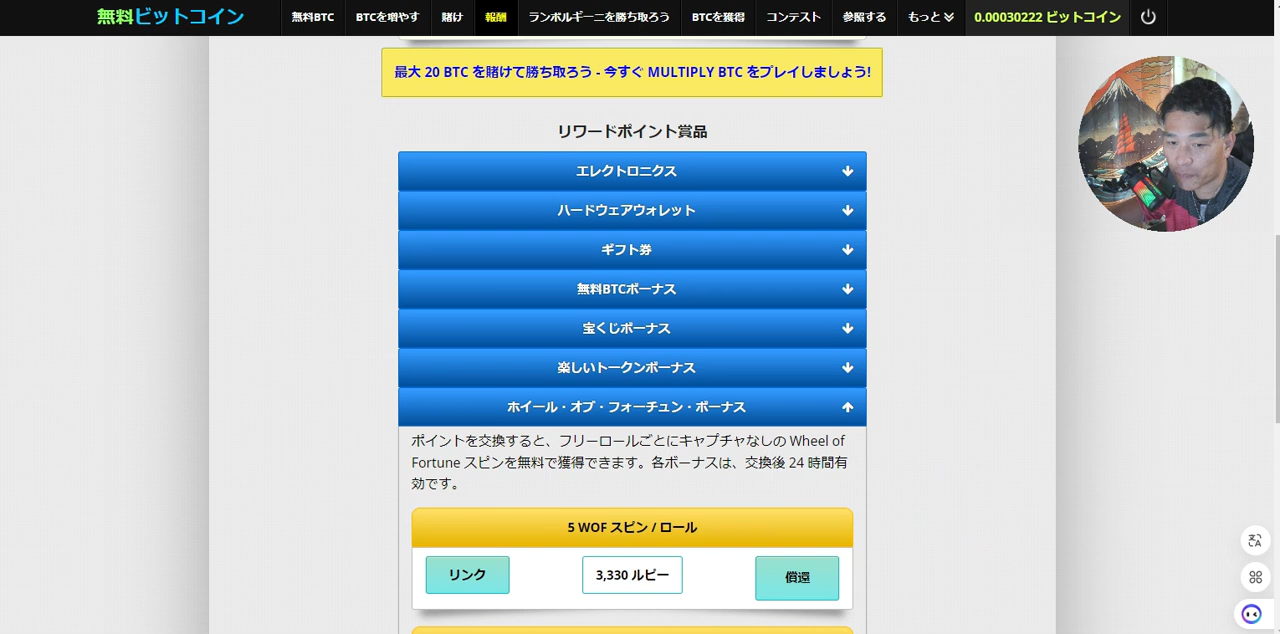 無料ビットコイン 無料BTC BTCを増やす 賭け 報酬 ランボルギーニを勝ち取ろう BTCを獲得 コンテスト 参照する もっと 0.00030222 ビットコイン
最大 20 BTC を賭けて勝ち取ろう - 今すぐ MULTIPLY BTC をプレイしましょう!
リワードポイント賞品
エレクトロニクス
ハードウェアウォレット
ギフト券
無料BTCボーナス
宝くじボーナス
楽しいトークンボーナス
ホイール・オブ・フォーチュン・ボーナス
ポイントを交換すると、フリーロールごとにキャプチャなしの Wheel of
Fortune スピンを無料で獲得できます。各ボーナスは、交換後 24 時間有
効です。
5 WOF スピン / ロール
リンク 3,330 ルピー 償還